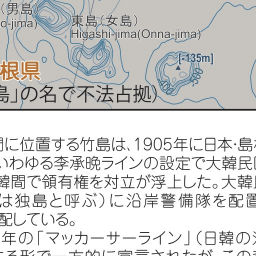 (男島)
o-jima)
東島(女島)
Higashi-jima(Onna-jima)
[-135m]
根県
島」の名で不法占拠)
間に位置する竹島は、1905年に日本・島
いわゆる李承晩ラインの設定で大韓民
韓間で領有権を対立が浮上した。大韓
は独島と呼ぶ)に沿岸警備隊を配置
配している。
年の「マッカーサーライン」(日韓の